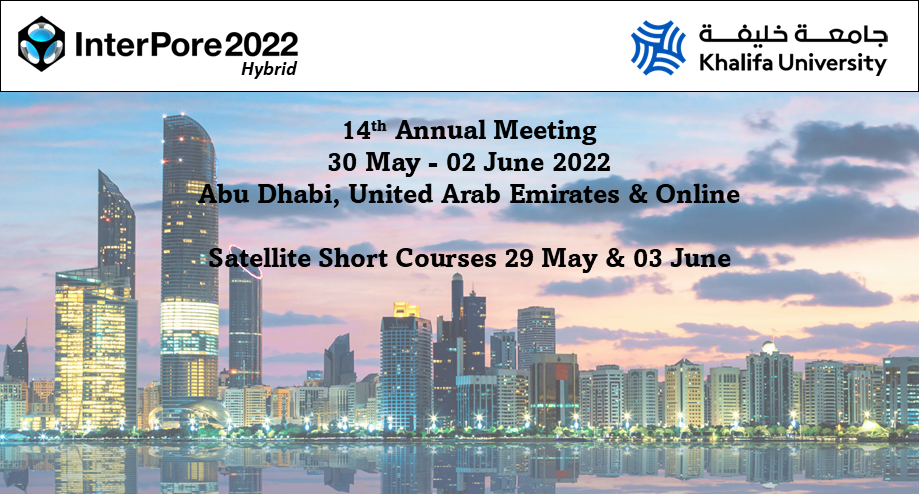 InterPore2022
Hybrid
جامعة خليفة
Khalifa University
14th Annual Meeting
30 May - 02 June 2022
Abu Dhabi, United Arab Emirates & Online
Satellite Short Courses 29 May & 03 June